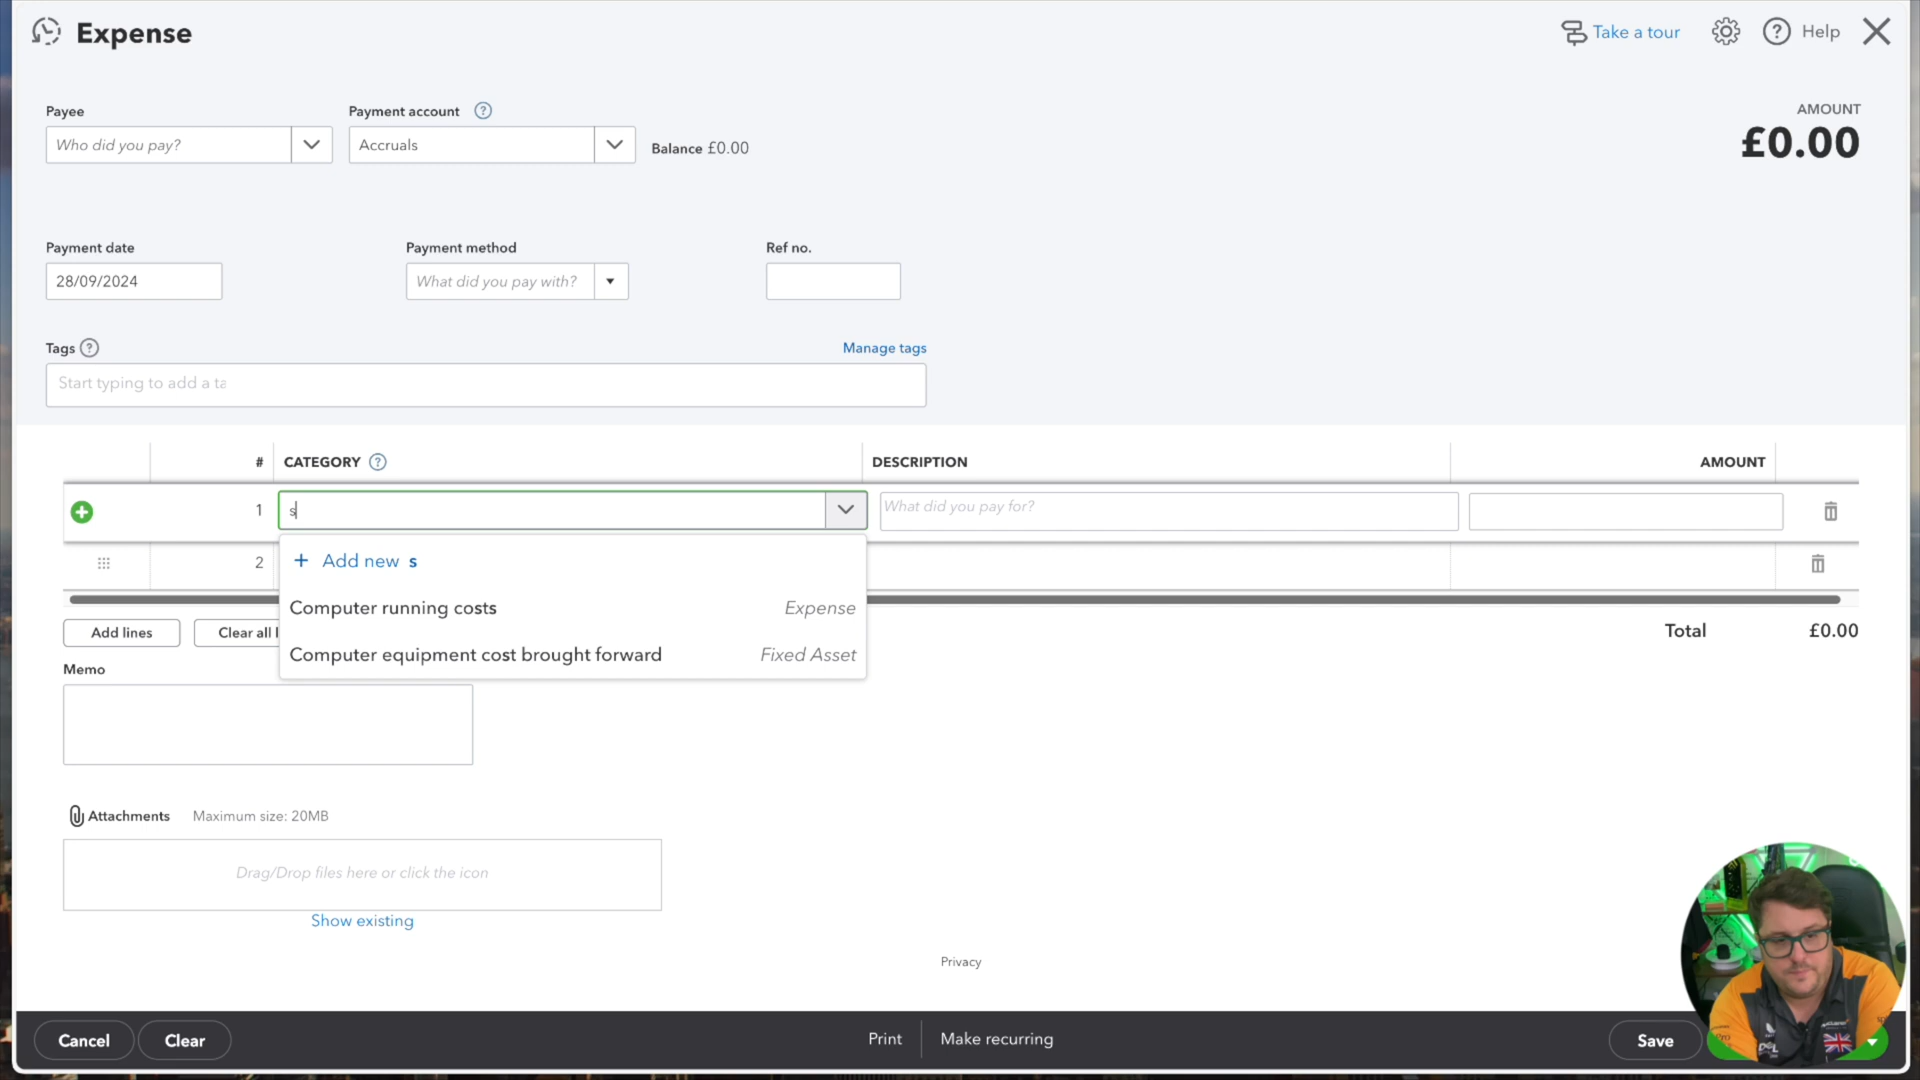 Expense
Take a tour
Help
Payee
Payment account
AMOUNT
£0.00
Who did you pay?
Accruals
Balance £0.00
Payment date
Payment method
Ref no.
28/09/2024
What did you pay with?
Tags
Manage tags
Start typing to add a ta
# CATEGORY DESCRIPTION AMOUNT
1 s What did you pay for?
+ Add new s
2
Computer running costs Expense
Add lines
Clear all l
Total £0.00
Computer equipment cost brought forward Fixed Asset
Memo
Attachments Maximum size: 20MB
Drag/Drop files here or click the icon
Show existing
Privacy
Cancel
Clear
Print
Make recurring
Save